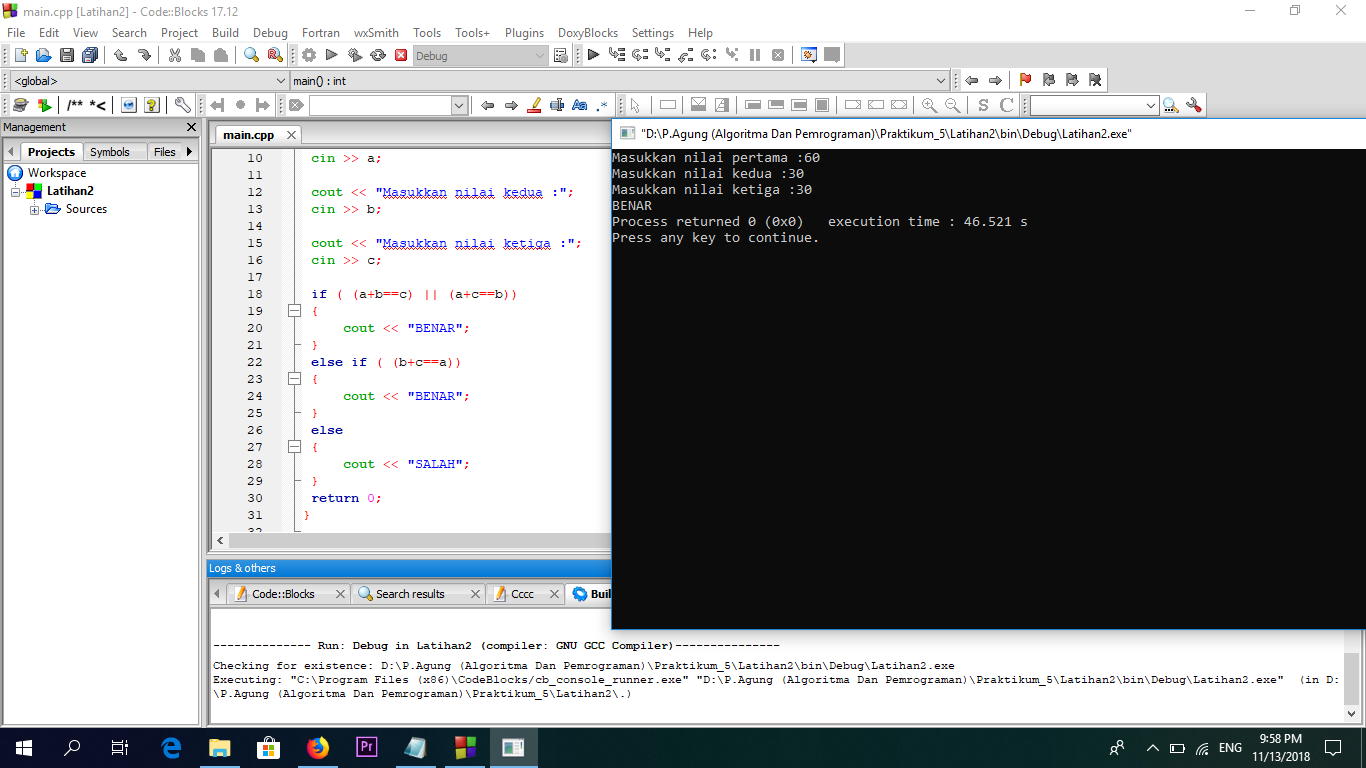 main.cpp [Latihan2] - Code::Blocks 17.12
File Edit View Search Project Build Debug Fortran wxSmith Tools Tools+ Plugins DoxyBlocks Settings Help
Debug
<global> main() : int
/** *<
Aa .*
S C
Management
Projects Symbols Files
Workspace
Latihan2
Sources
main.cpp
10 cin >> a;
11
12 cout << "Masukkan nilai kedua :";
13 cin >> b;
14
15 cout << "Masukkan nilai ketiga :";
16 cin >> c;
17
18 if ( (a+b==c) || (a+c==b))
19 {
20 cout << "BENAR";
21 }
22 else if ( (b+c==a))
23 {
24 cout << "BENAR";
25 }
26 else
27 {
28 cout << "SALAH";
29 }
30 return 0;
31 }
32
"D:\P.Agung (Algoritma Dan Pemrograman)\Praktikum_5\Latihan2\bin\Debug\Latihan2.exe"
Masukkan nilai pertama :60
Masukkan nilai kedua :30
Masukkan nilai ketiga :30
BENAR
Process returned 0 (0x0)   execution time : 46.521 s
Press any key to continue.
Logs & others
Code::Blocks Search results Cccc Buil
-------------- Run: Debug in Latihan2 (compiler: GNU GCC Compiler)---------------
Checking for existence: D:\P.Agung (Algoritma Dan Pemrograman)\Praktikum_5\Latihan2\bin\Debug\Latihan2.exe
Executing: "C:\Program Files (x86)\CodeBlocks/cb_console_runner.exe" "D:\P.Agung (Algoritma Dan Pemrograman)\Praktikum_5\Latihan2\bin\Debug\Latihan2.exe"  (in D:
\P.Agung (Algoritma Dan Pemrograman)\Praktikum_5\Latihan2\.)
Pr
ENG
9:58 PM
11/13/2018